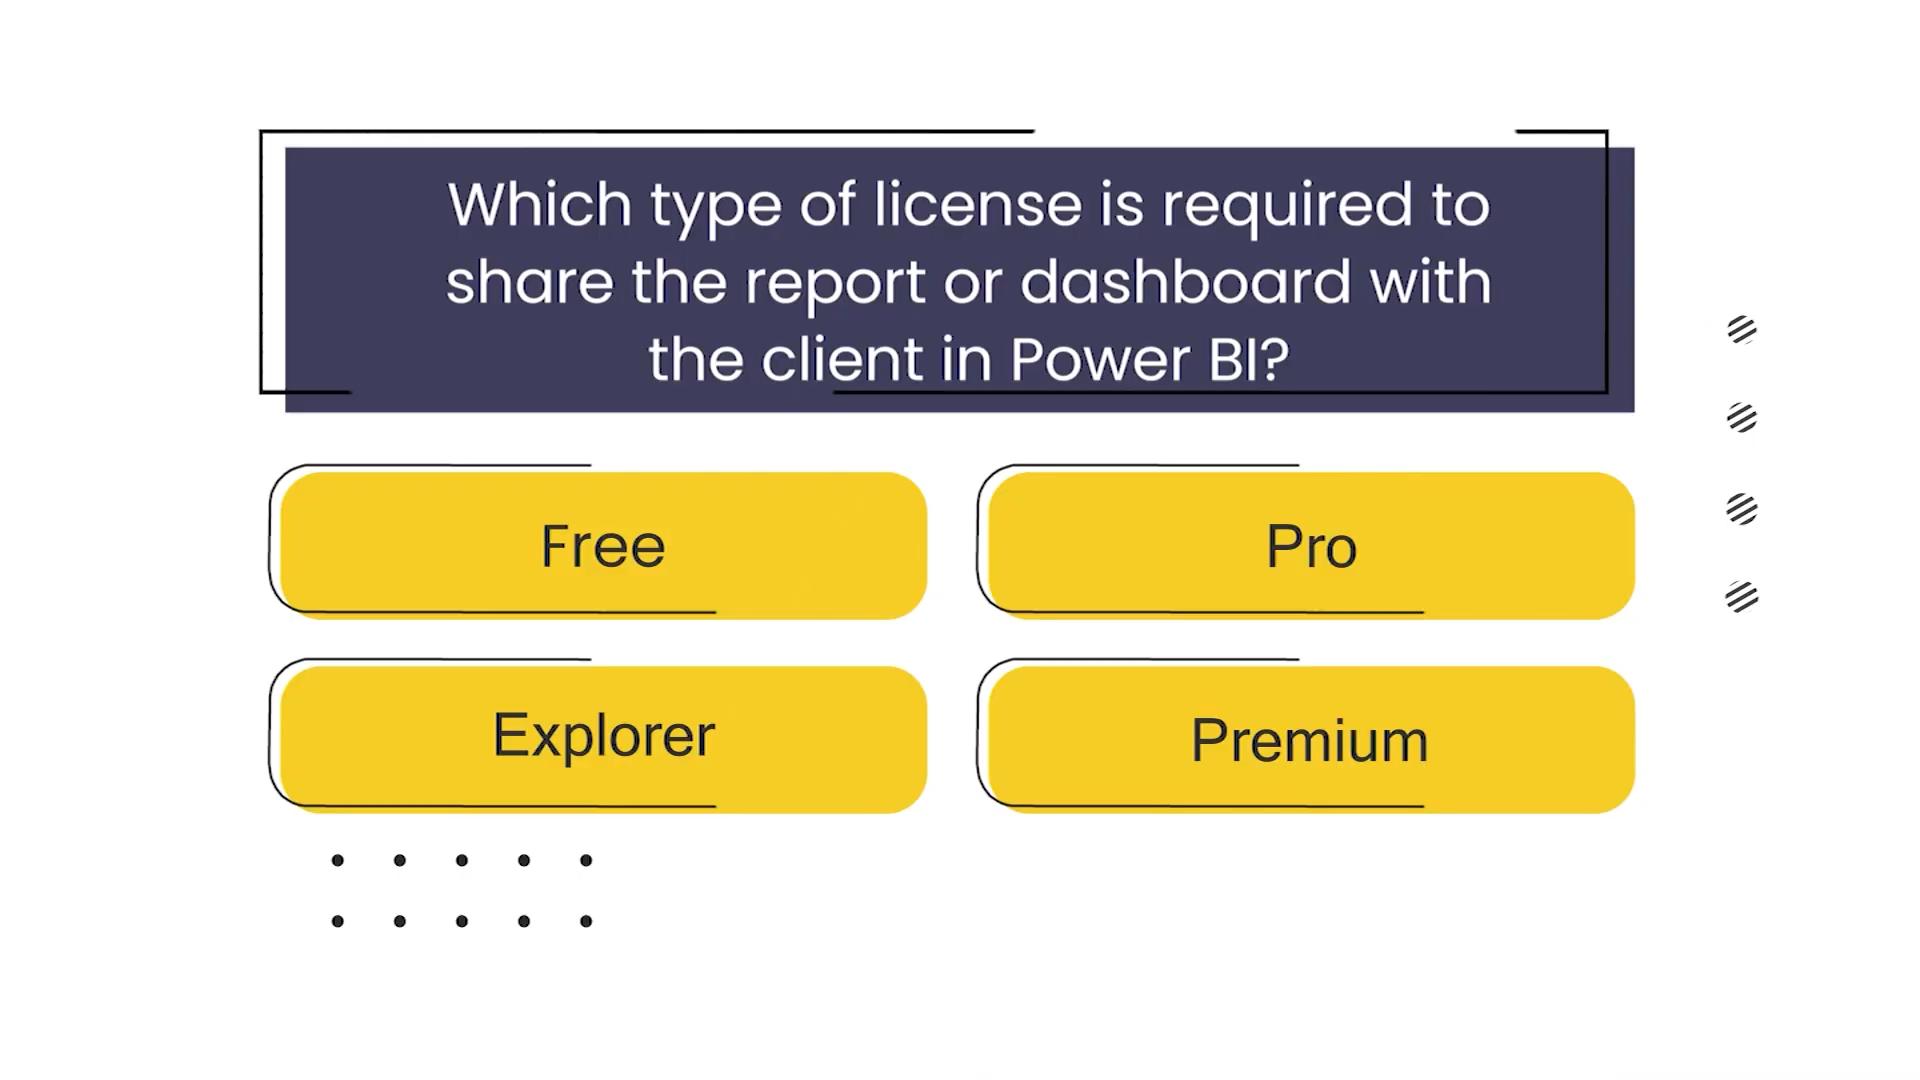 Which type of license is required to
share the report or dashboard with
the client in Power BI?
Free
Pro
Explorer
Premium